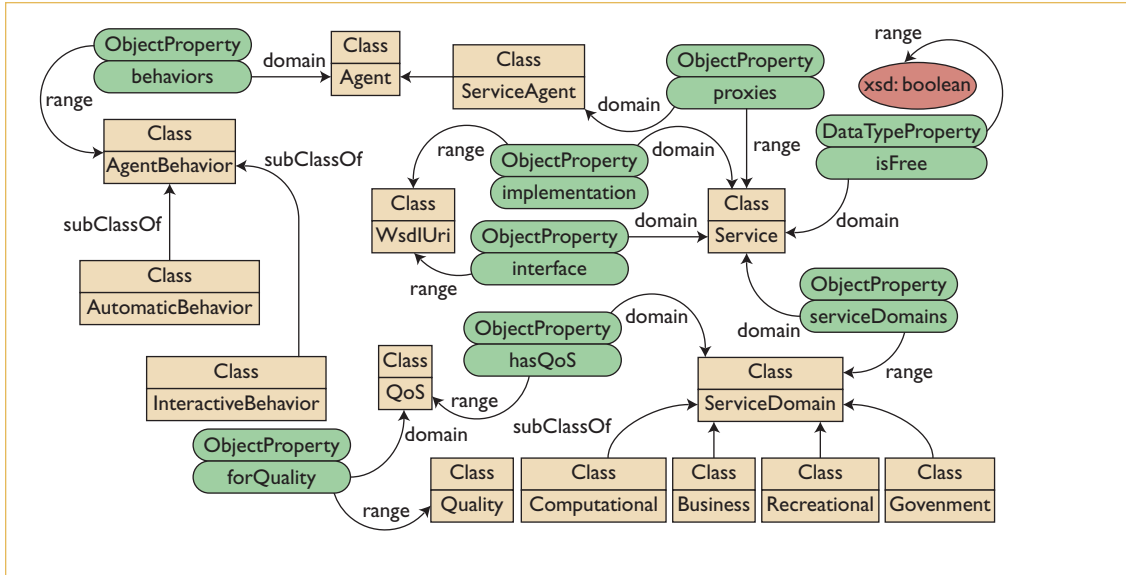 ObjectProperty
behaviors
domain
Class
Agent
Class
ServiceAgent
ObjectProperty
proxies
domain
range
range
xsd: boolean
DataTypeProperty
isFree
domain
range
Class
AgentBehavior
subClassOf
subClassOf
Class
AutomaticBehavior
Class
InteractiveBehavior
range
ObjectProperty
implementation
domain
Class
WsdlUri
ObjectProperty
interface
domain
range
Class
Service
ObjectProperty
serviceDomains
domain
range
ObjectProperty
hasQoS
domain
range
Class
QoS
domain
Class
ServiceDomain
subClassOf
ObjectProperty
forQuality
range
Class
Quality
Class
Computational
Class
Business
Class
Recreational
Class
Govenment